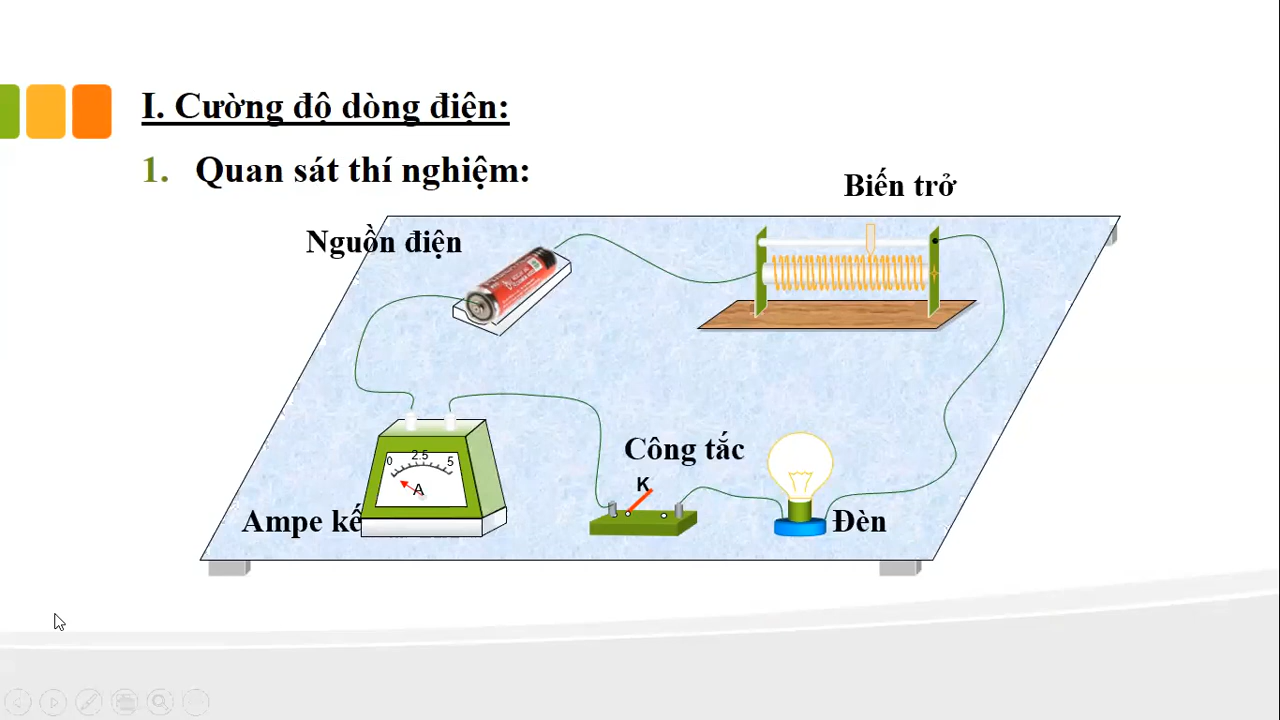 I. Cường độ dòng điện:
1. Quan sát thí nghiệm:
Biến trở
Nguồn điện
0 2.5 5
A
Công tắc
K
Ampe kế
Đèn